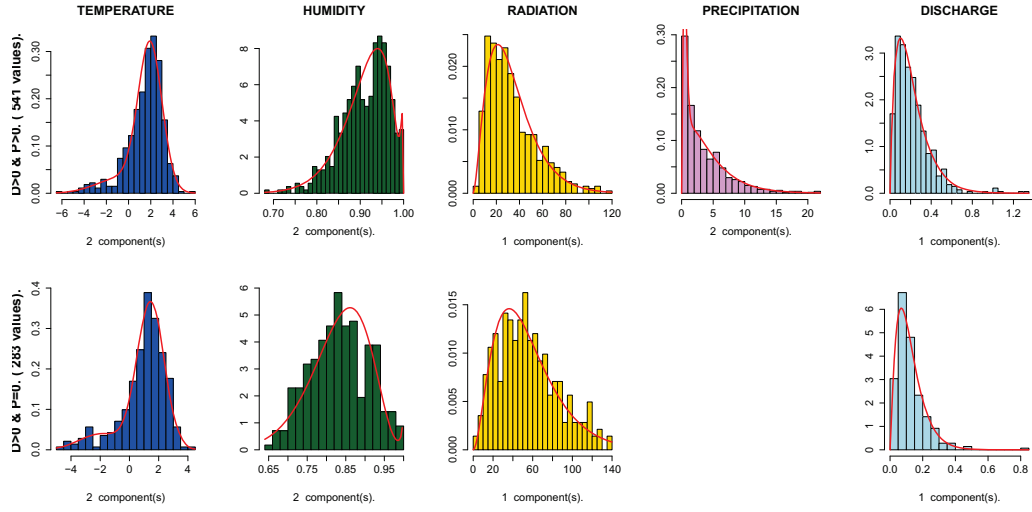 TEMPERATURE HUMIDITY RADIATION PRECIPITATION DISCHARGE
D>0 & P>0. ( 541 values).
0.00 0.10 0.20 0.30
−6 −4 −2 0 2 4 6
2 component(s)
0 2 4 6 8
0.70 0.80 0.90 1.00
2 component(s).
0.000 0.010 0.020
0 20 40 60 80 100 120
1 component(s).
0.00 0.10 0.20 0.30
0 5 10 15 20
2 component(s).
0.0 1.0 2.0 3.0
0.0 0.4 0.8 1.2
1 component(s).
D>0 & P=0. ( 283 values).
0.0 0.1 0.2 0.3 0.4
−4 −2 0 2 4
2 component(s)
0 1 2 3 4 5 6
0.65 0.75 0.85 0.95
2 component(s).
0.000 0.005 0.010 0.015
0 20 60 100 140
1 component(s).
0 1 2 3 4 5 6
0.0 0.2 0.4 0.6 0.8
1 component(s).